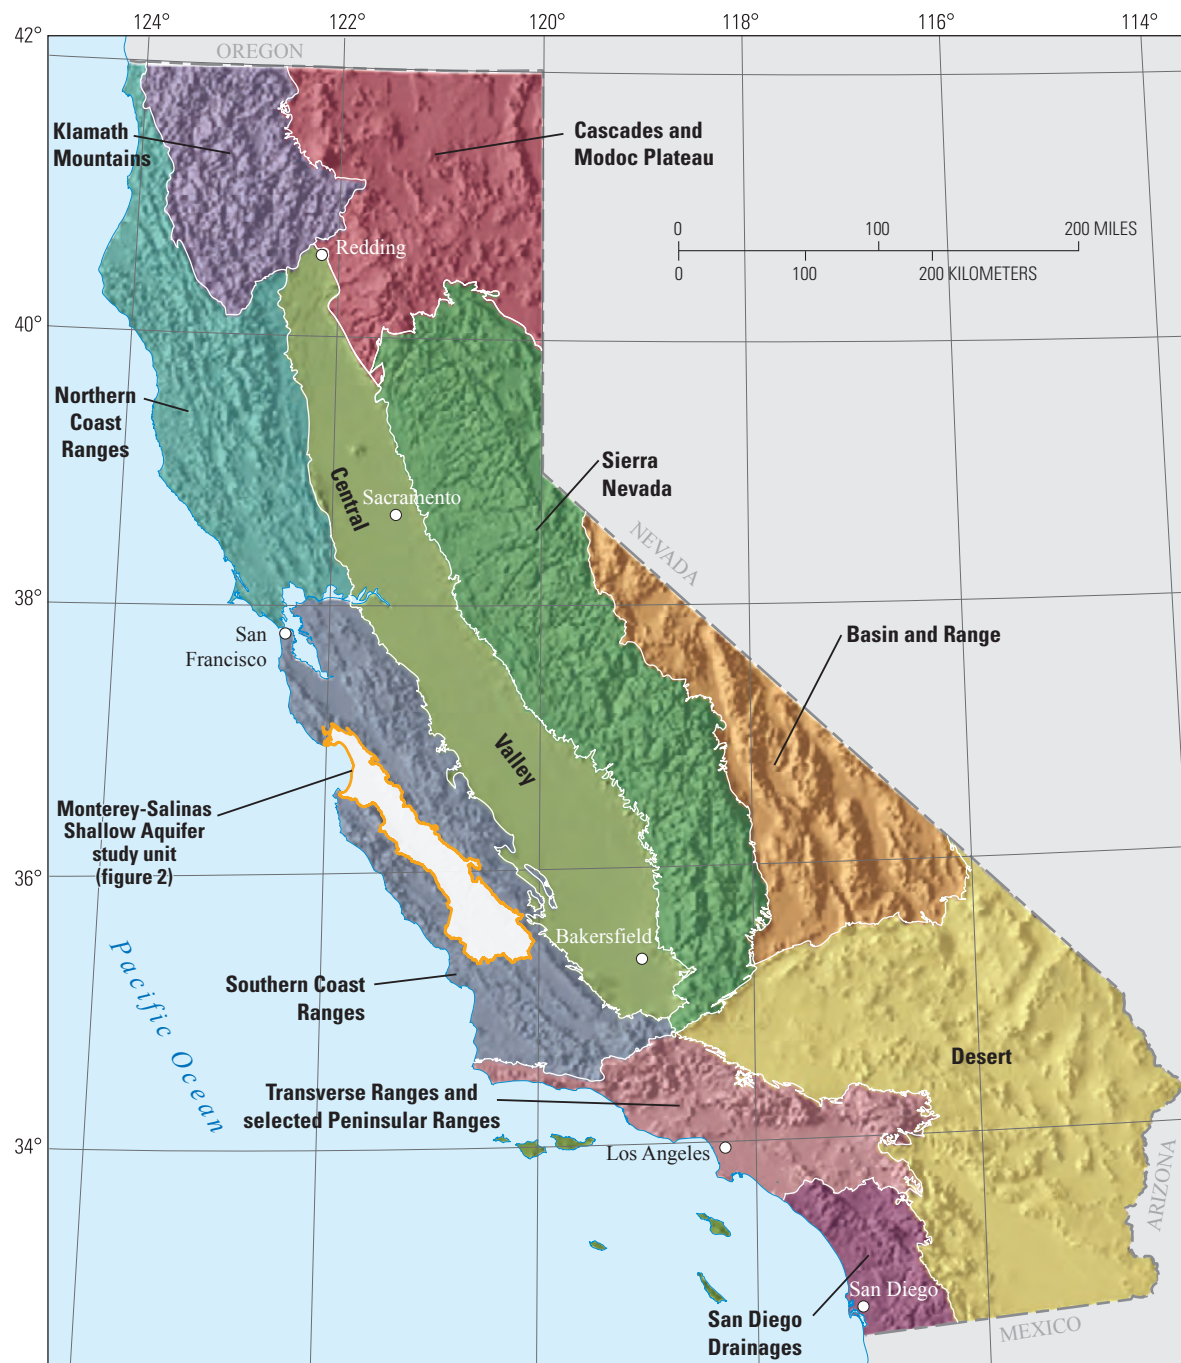 124°
122°
120°
118°
116°
114°
42°
OREGON
Klamath
Mountains
Cascades and
Modoc Plateau
0
100
200 MILES
0
100
200 KILOMETERS
Redding
40°
Northern
Coast
Ranges
Sierra
Nevada
Central
Sacramento
NEVADA
38°
San
Francisco
Basin and Range
Valley
Monterey-Salinas
Shallow Aquifer
study unit
(figure 2)
36°
Bakersfield
Pacific Ocean
Southern Coast
Ranges
Desert
Transverse Ranges and
selected Peninsular Ranges
34°
Los Angeles
ARIZONA
San Diego
San Diego
Drainages
MEXICO